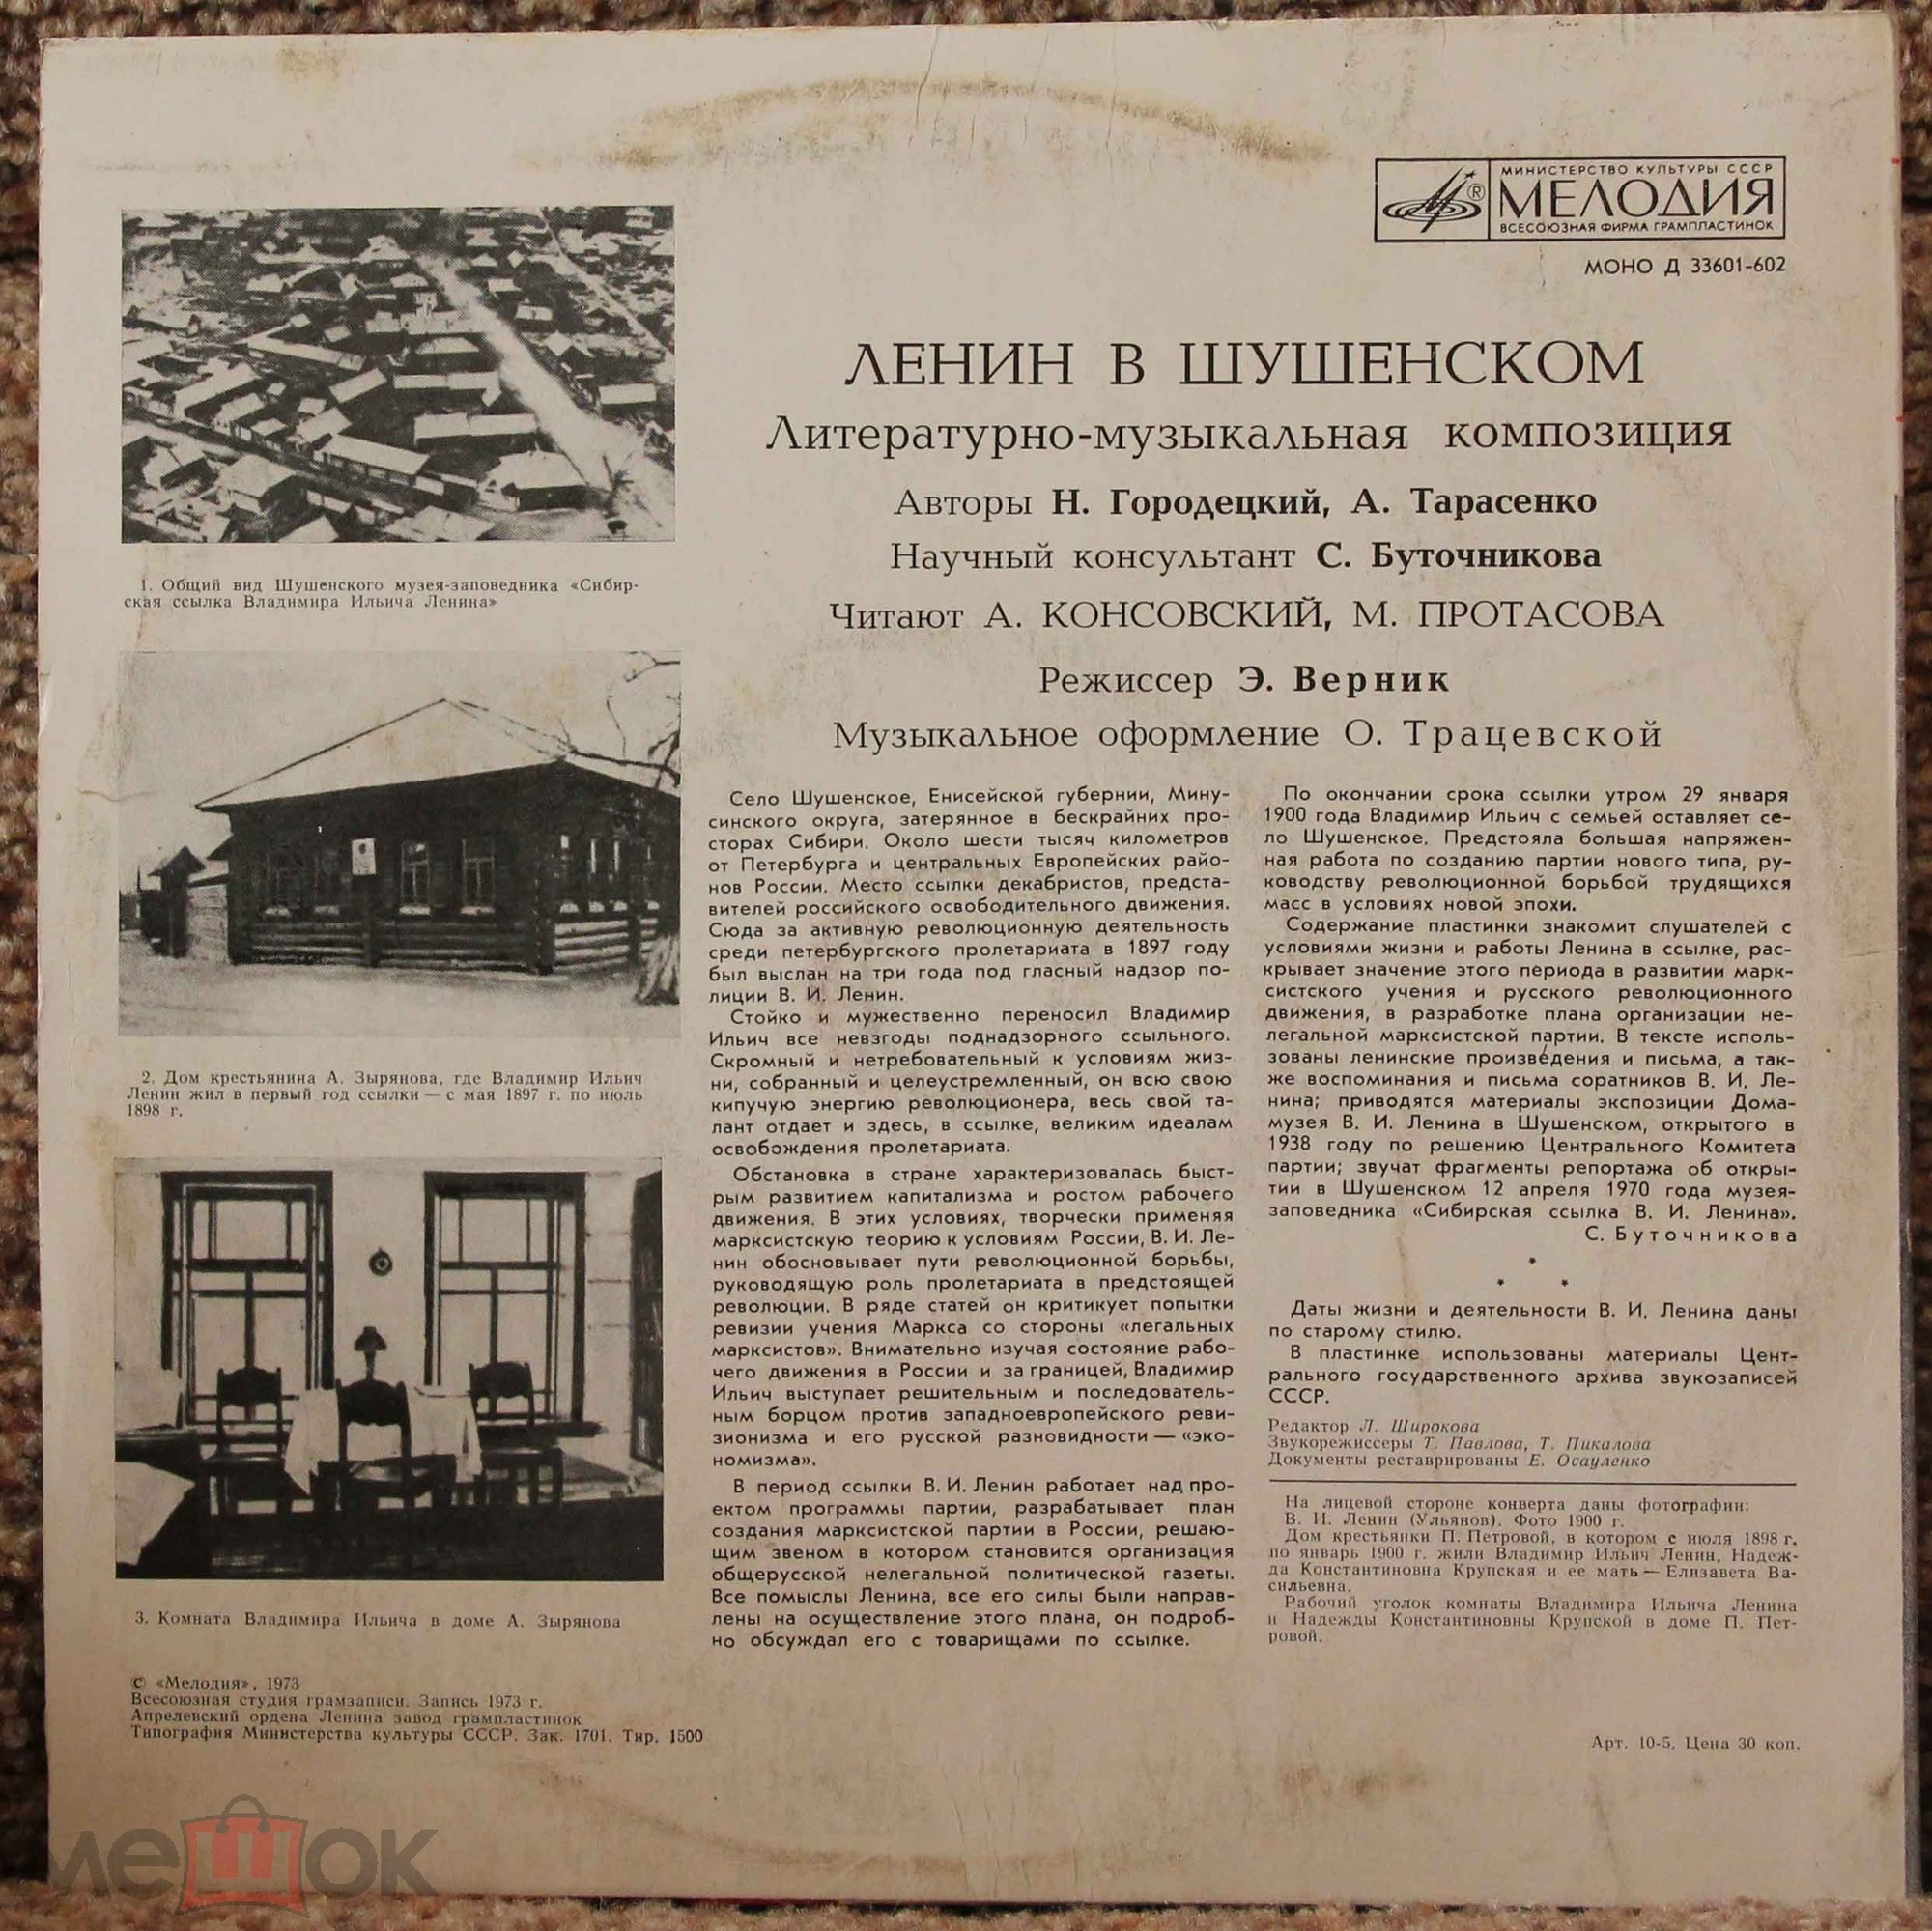 МИНИСТЕРСТВО КУЛЬТУРЫ СССР
МЕЛОДИЯ
ВСЕСОЮЗНАЯ ФИРМА ГРАМПЛАСТИНОК
МОНО Д 33601-602
ЛЕНИН В ШУШЕНСКОМ
Литературно-музыкальная композиция
Авторы Н. Городецкий, А. Тарасенко
Научный консультант С. Буточникова
Читают А. КОНСОВСКИЙ, М. ПРОТАСОВА
Режиссер Э. Верник
Музыкальное оформление О. Трацевской
1. Общий вид Шушенского музея-заповедника «Сибир-
ская ссылка Владимира Ильича Ленина»
2. Дом крестьянина А. Зырянова, где Владимир Ильич
Ленин жил в первый год ссылки — с мая 1897 г. по июль
1898 г.
3. Комната Владимира Ильича в доме А. Зырянова
Село Шушенское, Енисейской губернии, Мину-
синского округа, затерянное в бескрайних про-
сторах Сибири. Около шести тысяч километров
от Петербурга и центральных Европейских райо-
нов России. Место ссылки декабристов, предста-
вителей российского освободительного движения.
Сюда за активную революционную деятельность
среди петербургского пролетариата в 1897 году
был выслан на три года под гласный надзор по-
лиции В. И. Ленин.
Стойко и мужественно переносил Владимир
Ильич все невзгоды поднадзорного ссыльного.
Скромный и нетребовательный к условиям жиз-
ни, собранный и целеустремленный, он всю свою
кипучую энергию революционера, весь свой та-
лант отдает и здесь, в ссылке, великим идеалам
освобождения пролетариата.
Обстановка в стране характеризовалась быст-
рым развитием капитализма и ростом рабочего
движения. В этих условиях, творчески применяя
марксистскую теорию к условиям России, В. И. Ле-
нин обосновывает пути революционной борьбы,
руководящую роль пролетариата в предстоящей
революции. В ряде статей он критикует попытки
ревизии учения Маркса со стороны «легальных
марксистов». Внимательно изучая состояние рабо-
чего движения в России и за границей, Владимир
Ильич выступает решительным и последователь-
ным борцом против западноевропейского реви-
зионизма и его русской разновидности — «эко-
номизма».
В период ссылки В. И. Ленин работает над про-
ектом программы партии, разрабатывает план
создания марксистской партии в России, решаю-
щим звеном в котором становится организация
общерусской нелегальной политической газеты.
Все помыслы Ленина, все его силы были направ-
лены на осуществление этого плана, он подроб-
но обсуждал его с товарищами по ссылке.
По окончании срока ссылки утром 29 января
1900 года Владимир Ильич с семьей оставляет се-
ло Шушенское. Предстояла большая напряжен-
ная работа по созданию партии нового типа, ру-
ководству революционной борьбой трудящихся
масс в условиях новой эпохи.
Содержание пластинки знакомит слушателей с
условиями жизни и работы Ленина в ссылке, рас-
крывает значение этого периода в развитии марк-
систского учения и русского революционного
движения, в разработке плана организации не-
легальной марксистской партии. В тексте исполь-
зованы ленинские произведения и письма, а так-
же воспоминания и письма соратников В. И. Ле-
нина; приводятся материалы экспозиции Дома-
музея В. И. Ленина в Шушенском, открытого в
1938 году по решению Центрального Комитета
партии; звучат фрагменты репортажа об откры-
тии в Шушенском 12 апреля 1970 года музея-
заповедника «Сибирская ссылка В. И. Ленина».
С. Буточникова
Даты жизни и деятельности В. И. Ленина даны
по старому стилю.
В пластинке использованы материалы Цент-
рального государственного архива звукозаписей
СССР.
Редактор Л. Широкова
Звукорежиссеры Т. Павлова, Т. Пикалова
Документы реставрированы Е. Осауленко
На лицевой стороне конверта даны фотографии:
В. И. Ленин (Ульянов). Фото 1900 г.
Дом крестьянки П. Петровой, в котором с июля 1898 г.
по январь 1900 г. жили Владимир Ильич Ленин, Надеж-
да Константиновна Крупская и ее мать — Елизавета Ва-
сильевна.
Рабочий уголок комнаты Владимира Ильича Ленина
и Надежды Константиновны Крупской в доме П. Пет-
ровой.
© «Мелодия», 1973
Всесоюзная студия грамзаписи. Запись 1973 г.
Апрелевский ордена Ленина завод грампластинок
Типография Министерства культуры СССР. Зак. 1701. Тир. 1500
Арт. 10-5. Цена 30 коп.
мешок